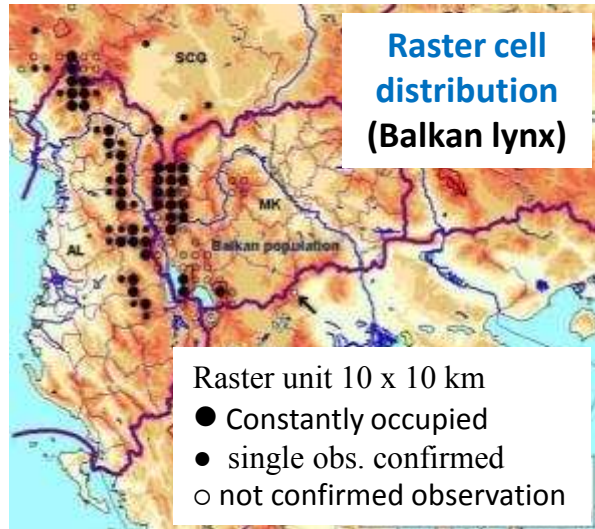 SCG
Raster cell
distribution
(Balkan lynx)
MK
AL
Balkan population
Raster unit 10 x 10 km
● Constantly occupied
● single obs. confirmed
○ not confirmed observation